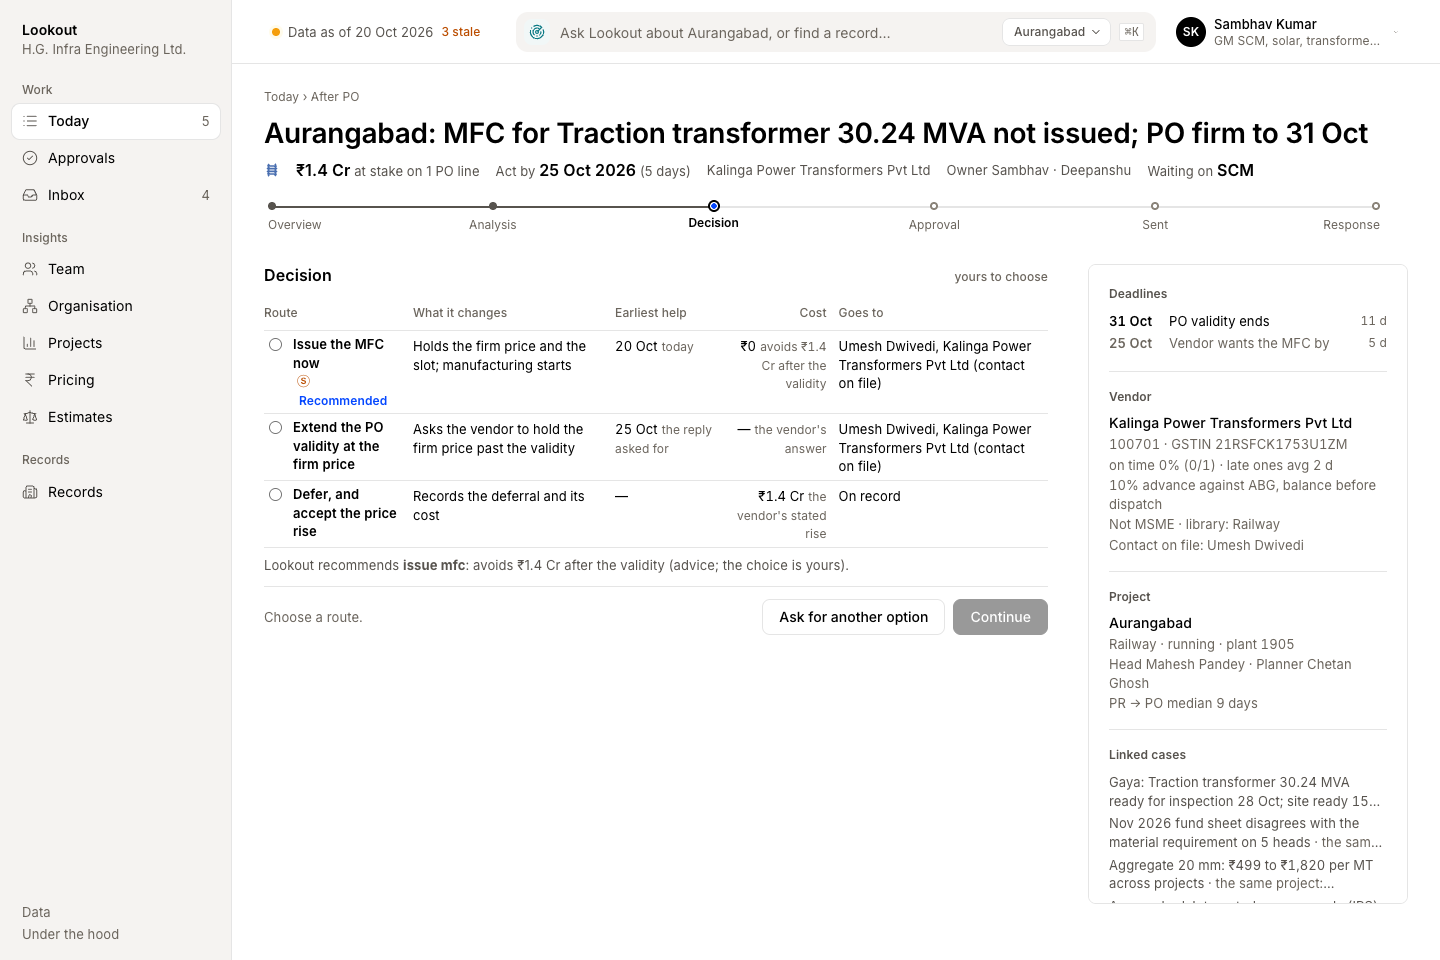 Lookout
H.G. Infra Engineering Ltd.
Work
Today 5
Approvals
Inbox 4
Insights
Team
Organisation
Projects
Pricing
Estimates
Records
Records
Data
Under the hood
Data as of 20 Oct 2026 3 stale
Ask Lookout about Aurangabad, or find a record...
Aurangabad
⌘K
SK
Sambhav Kumar
GM SCM, solar, transforme...
Today › After PO
Aurangabad: MFC for Traction transformer 30.24 MVA not issued; PO firm to 31 Oct
₹1.4 Cr at stake on 1 PO line Act by 25 Oct 2026 (5 days) Kalinga Power Transformers Pvt Ltd Owner Sambhav · Deepanshu Waiting on SCM
Overview Analysis Decision Approval Sent Response
Decision yours to choose
Route What it changes Earliest help Cost Goes to
Issue the MFC
now
S
Recommended
Holds the firm price and the
slot; manufacturing starts
20 Oct today
₹0 avoids ₹1.4
Cr after the
validity
Umesh Dwivedi, Kalinga Power
Transformers Pvt Ltd (contact
on file)
Extend the PO
validity at the
firm price
Asks the vendor to hold the
firm price past the validity
25 Oct the reply
asked for
— the vendor's
answer
Umesh Dwivedi, Kalinga Power
Transformers Pvt Ltd (contact
on file)
Defer, and
accept the price
rise
Records the deferral and its
cost
—
₹1.4 Cr the
vendor's stated
rise
On record
Lookout recommends issue mfc: avoids ₹1.4 Cr after the validity (advice; the choice is yours).
Choose a route.
Ask for another option
Continue
Deadlines
31 Oct PO validity ends 11 d
25 Oct Vendor wants the MFC by 5 d
Vendor
Kalinga Power Transformers Pvt Ltd
100701 · GSTIN 21RSFCK1753U1ZM
on time 0% (0/1) · late ones avg 2 d
10% advance against ABG, balance before
dispatch
Not MSME · library: Railway
Contact on file: Umesh Dwivedi
Project
Aurangabad
Railway · running · plant 1905
Head Mahesh Pandey · Planner Chetan
Ghosh
PR → PO median 9 days
Linked cases
Gaya: Traction transformer 30.24 MVA
ready for inspection 28 Oct; site ready 15...
Nov 2026 fund sheet disagrees with the
material requirement on 5 heads · the sam...
Aggregate 20 mm: ₹499 to ₹1,820 per MT
across projects · the same project:...